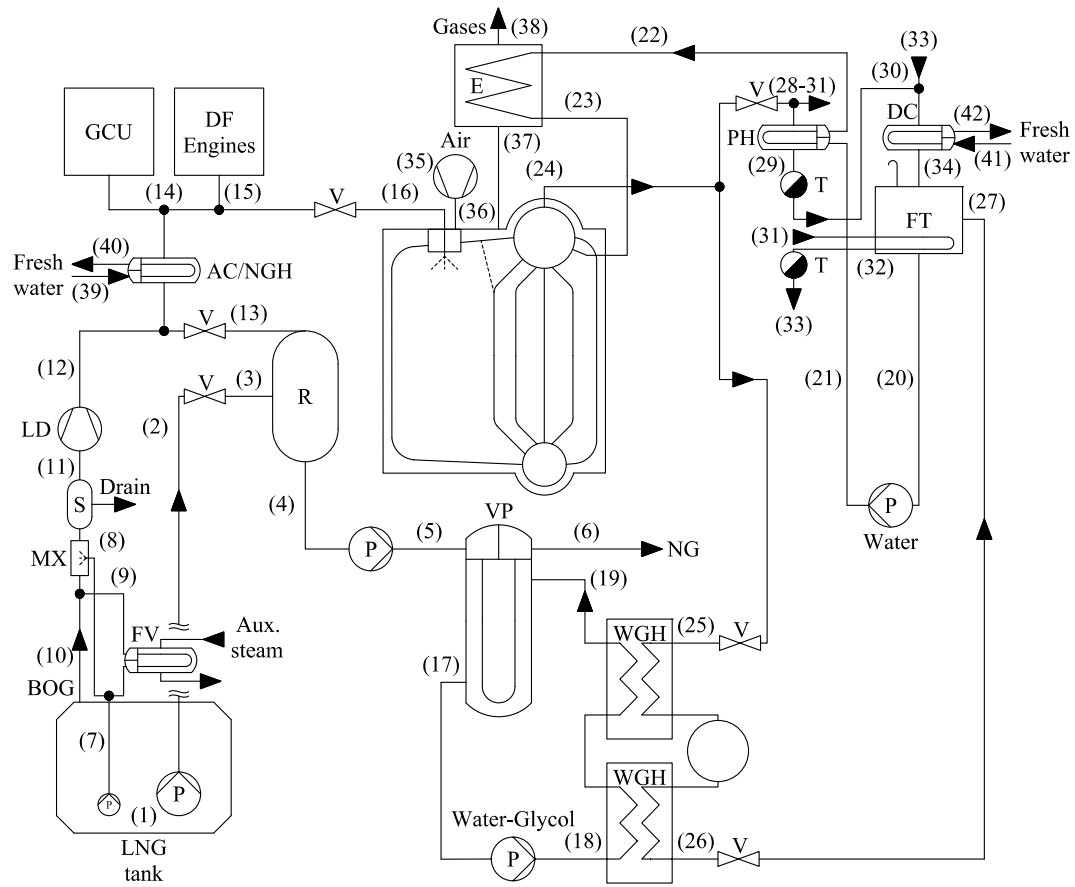 Gases
(38)
(22)
(33)
(30)
V
(28-31)
E
GCU
DF
Engines
(23)
DC
(42)
Fresh
water
Air
PH
(35)
(37)
(29)
(34)
(41)
(24)
T
(27)
(14)
(15)
V
(16)
(36)
FT
(31)
(40)
Fresh
water
AC/NGH
(32)
T
(39)
(33)
V
(13)
(12)
V
(3)
R
(21)
(20)
(2)
LD
(11)
S
Drain
(4)
VP
P
(8)
P
(5)
(6)
NG
Water
MX
(9)
(19)
FV
Aux.
steam
WGH
(25)
V
(10)
(17)
BOG
(7)
P
P
(1)
WGH
Water-Glycol
LNG
tank
P
(18)
(26)
V